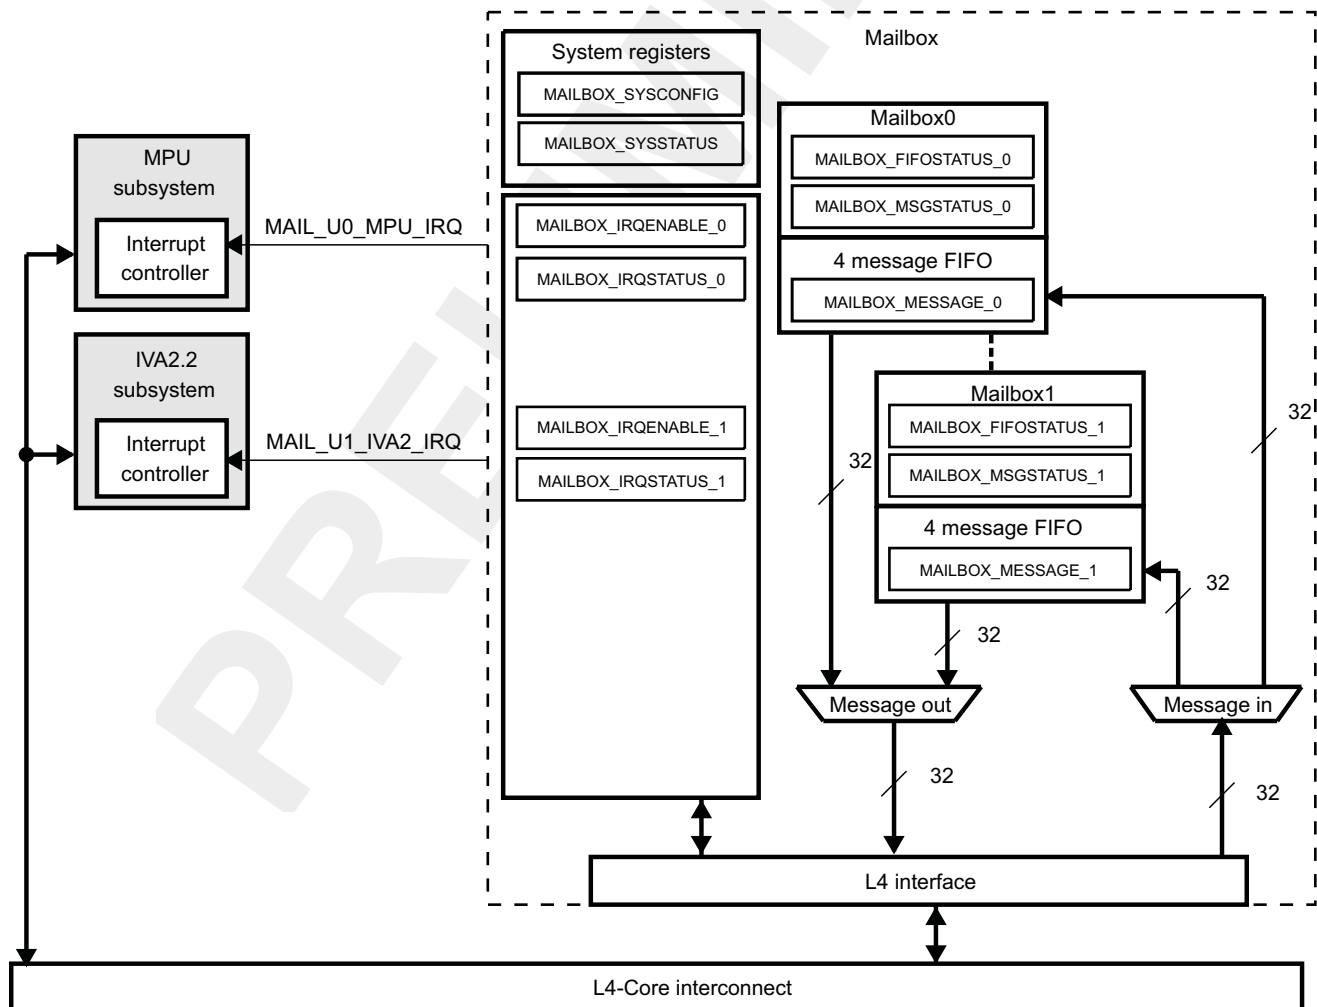 Mailbox
System registers
MAILBOX_SYSCONFIG
MAILBOX_SYSSTATUS
Mailbox0
MAILBOX_FIFOSTATUS_0
MAILBOX_MSGSTATUS_0
4 message FIFO
MAILBOX_MESSAGE_0
MPU
subsystem
Interrupt
controller
MAIL_U0_MPU_IRQ
MAILBOX_IRQENABLE_0
MAILBOX_IRQSTATUS_0
IVA2.2
subsystem
Interrupt
controller
MAIL_U1_IVA2_IRQ
MAILBOX_IRQENABLE_1
MAILBOX_IRQSTATUS_1
Mailbox1
MAILBOX_FIFOSTATUS_1
MAILBOX_MSGSTATUS_1
4 message FIFO
MAILBOX_MESSAGE_1
32
32
32
32
Message out
Message in
32
32
L4 interface
L4-Core interconnect